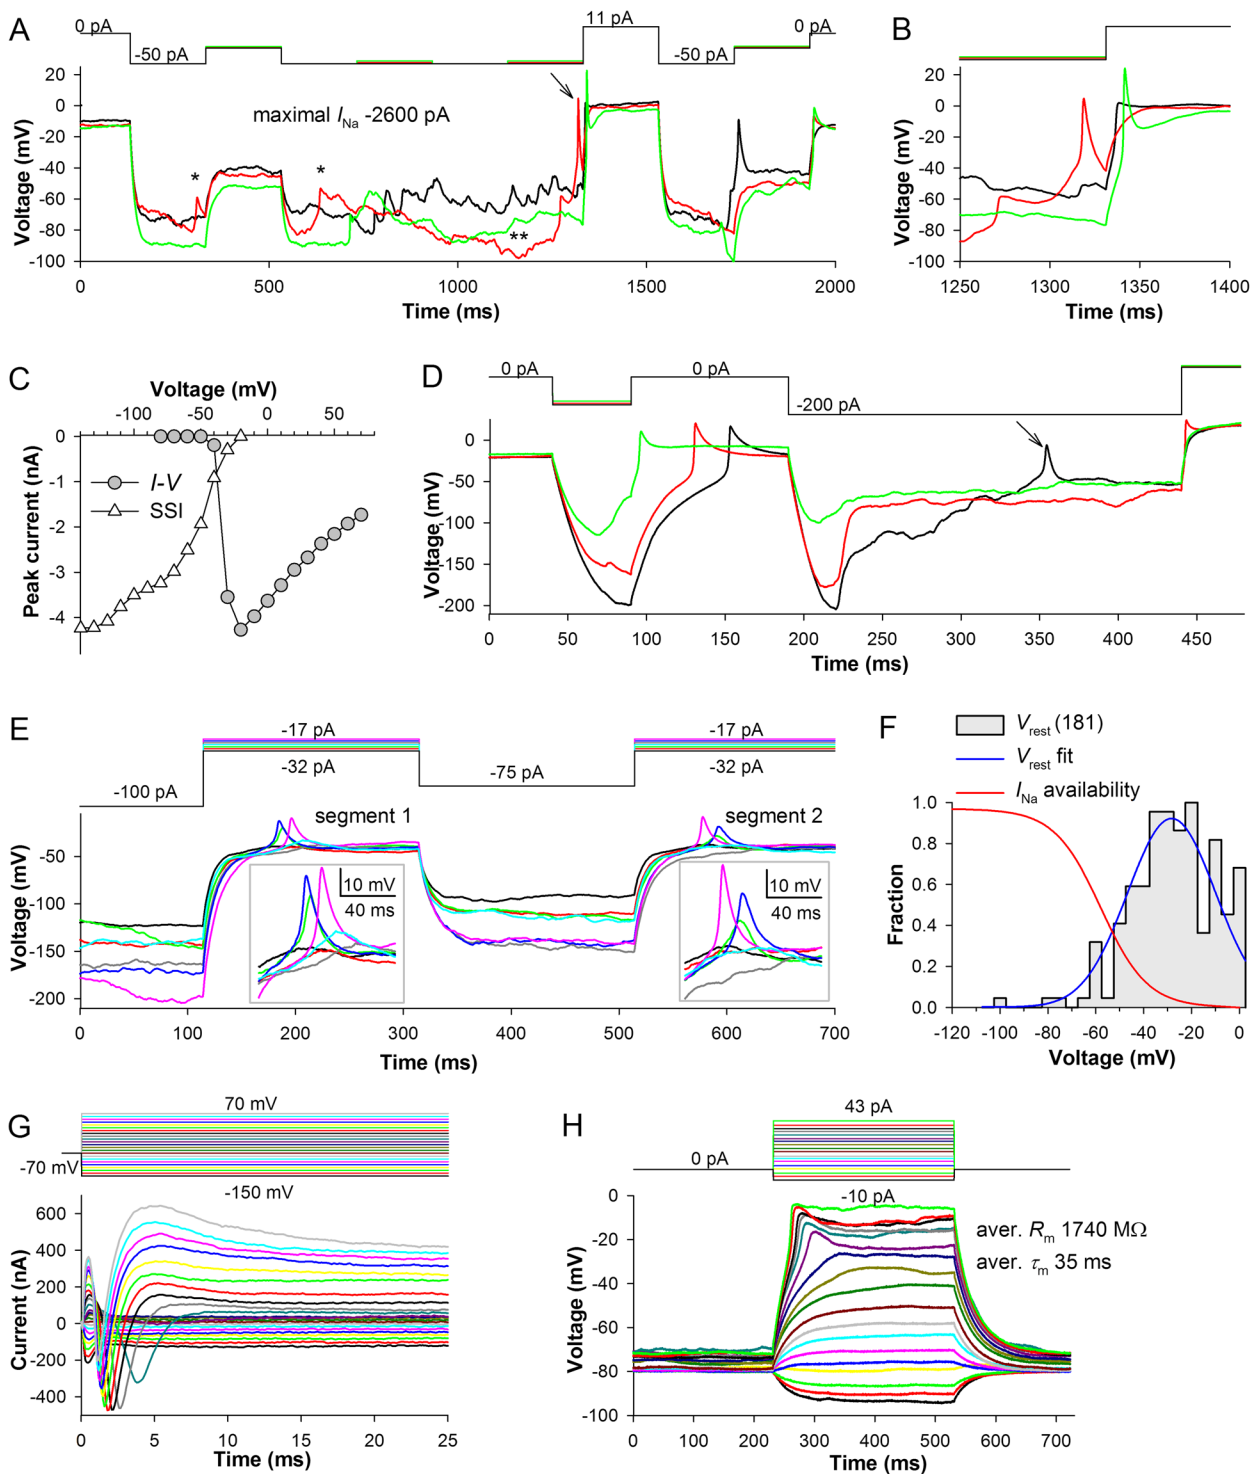 A
0 pA
-50 pA
11 pA
-50 pA
0 pA
maximal INa -2600 pA
*
*
**
Voltage (mV)
20
0
-20
-40
-60
-80
-100
0 500 1000 1500 2000
Time (ms)
B
Voltage (mV)
20
0
-20
-40
-60
-80
-100
1250 1300 1350 1400
Time (ms)
C
Voltage (mV)
-100 -50 0 50
Peak current (nA)
0
-1
-2
-3
-4
I-V
SSI
D
0 pA
0 pA
-200 pA
Voltage (mV)
0
-50
-100
-150
-200
0 50 100 150 200 250 300 350 400 450
Time (ms)
E
-100 pA
-17 pA
-32 pA
-75 pA
-17 pA
-32 pA
segment 1
segment 2
10 mV
40 ms
10 mV
40 ms
Voltage (mV)
-50
-100
-150
-200
0 100 200 300 400 500 600 700
Time (ms)
F
Vrest (181)
Vrest fit
INa availability
Fraction
1.0
0.8
0.6
0.4
0.2
0.0
-120 -100 -80 -60 -40 -20 0
Voltage (mV)
G
70 mV
-70 mV
-150 mV
Current (nA)
600
400
200
0
-200
-400
0 5 10 15 20 25
Time (ms)
H
43 pA
0 pA
-10 pA
aver. Rm 1740 MΩ
aver. τm 35 ms
Voltage (mV)
0
-20
-40
-60
-80
-100
0 100 200 300 400 500 600 700
Time (ms)